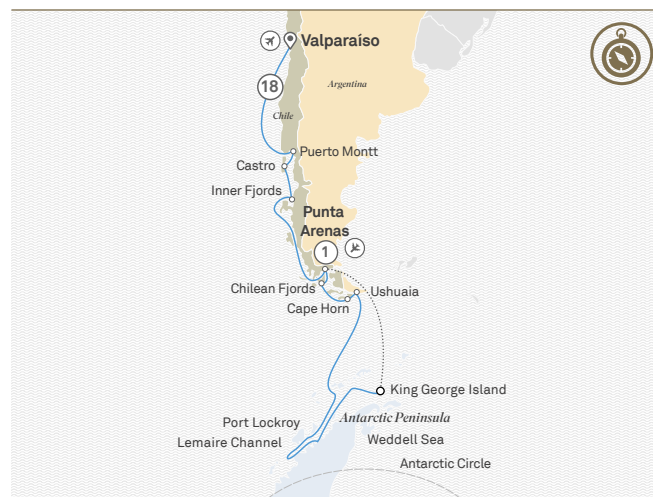 Valparaíso
18
Argentina
Chile
Puerto Montt
Castro
Inner Fjords
Punta
Arenas
1
Chilean Fjords
Ushuaia
Cape Horn
King George Island
Port Lockroy
Antarctic Peninsula
Lemaire Channel
Weddell Sea
Antarctic Circle